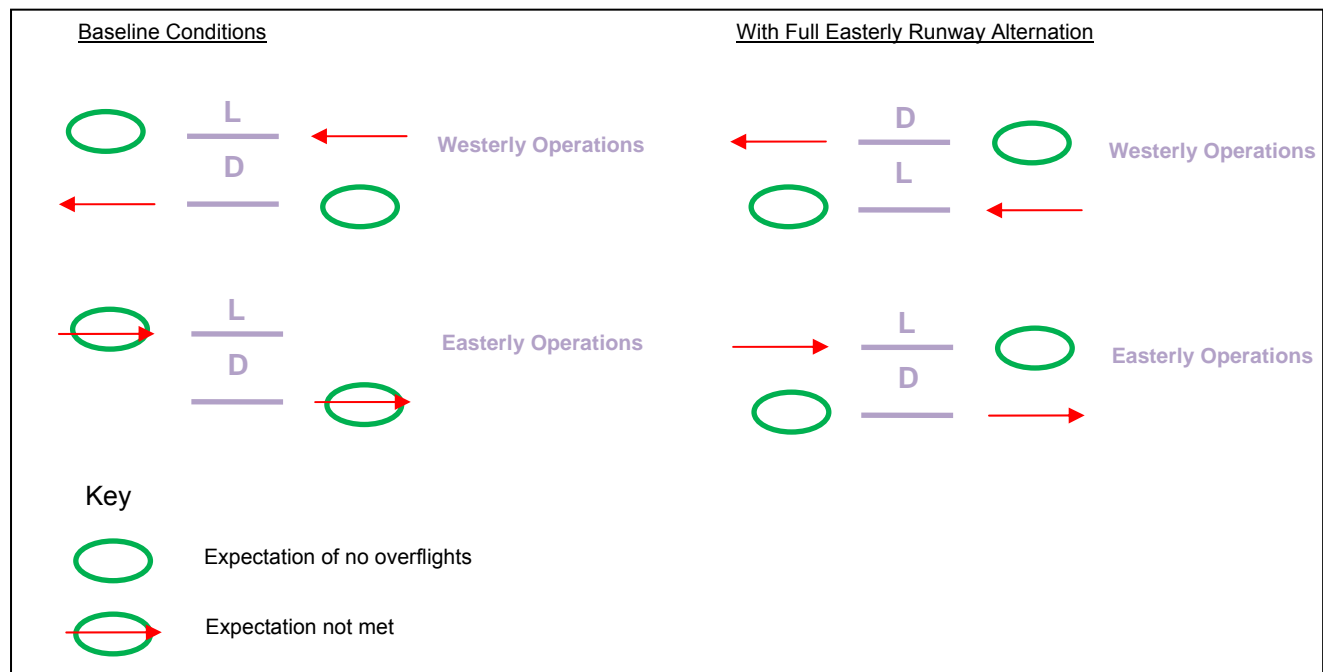 Baseline Conditions
With Full Easterly Runway Alternation
L
Westerly Operations
D
D
Westerly Operations
L
L
Easterly Operations
D
L
Easterly Operations
D
Key
Expectation of no overflights
Expectation not met